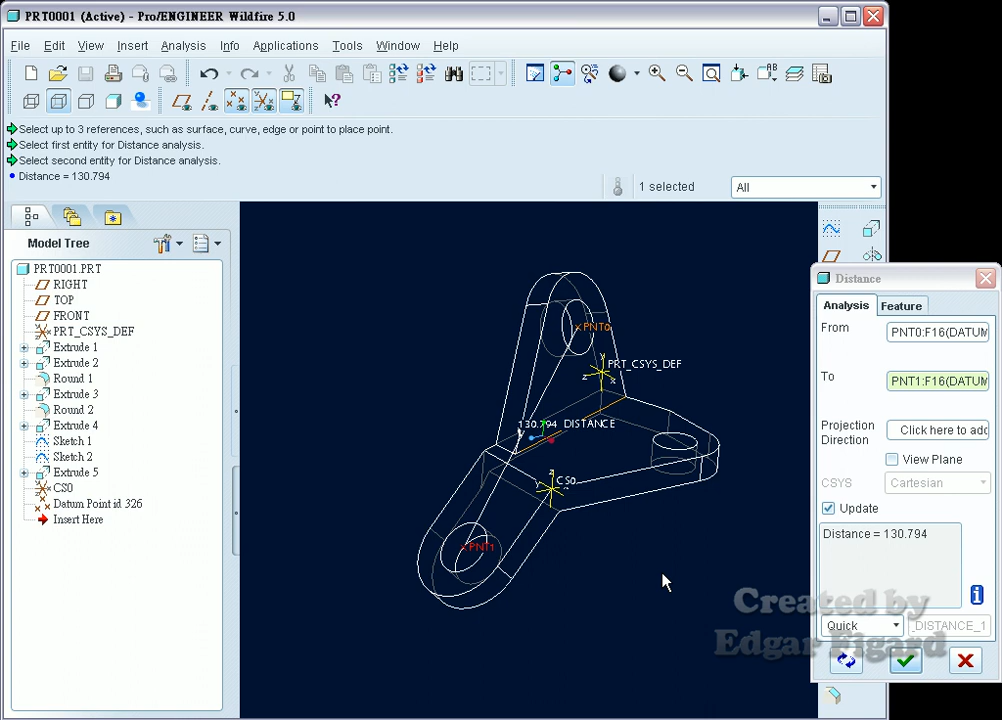 PRT0001 (Active) - Pro/ENGINEER Wildfire 5.0
File Edit View Insert Analysis Info Applications Tools Window Help
Select up to 3 references, such as surface, curve, edge or point to place point.
Select first entity for Distance analysis.
Select second entity for Distance analysis.
Distance = 130.794
1 selected
All
Model Tree
PRT0001.PRT
RIGHT
TOP
FRONT
PRT_CSYS_DEF
Extrude 1
Extrude 2
Round 1
Extrude 3
Round 2
Extrude 4
Sketch 1
Sketch 2
Extrude 5
CS0
Datum Point id 326
Insert Here
PNT0
PRT_CSYS_DEF
y
z
x
130.794 DISTANCE
z
CS0
y
x
PNT1
Distance
Analysis Feature
From
PNT0:F16(DATUM
To
PNT1:F16(DATUM
Projection
Direction
Click here to add
View Plane
CSYS
Cartesian
Update
Distance = 130.794
Quick
_DISTANCE_1
Created by
Edgar Figard